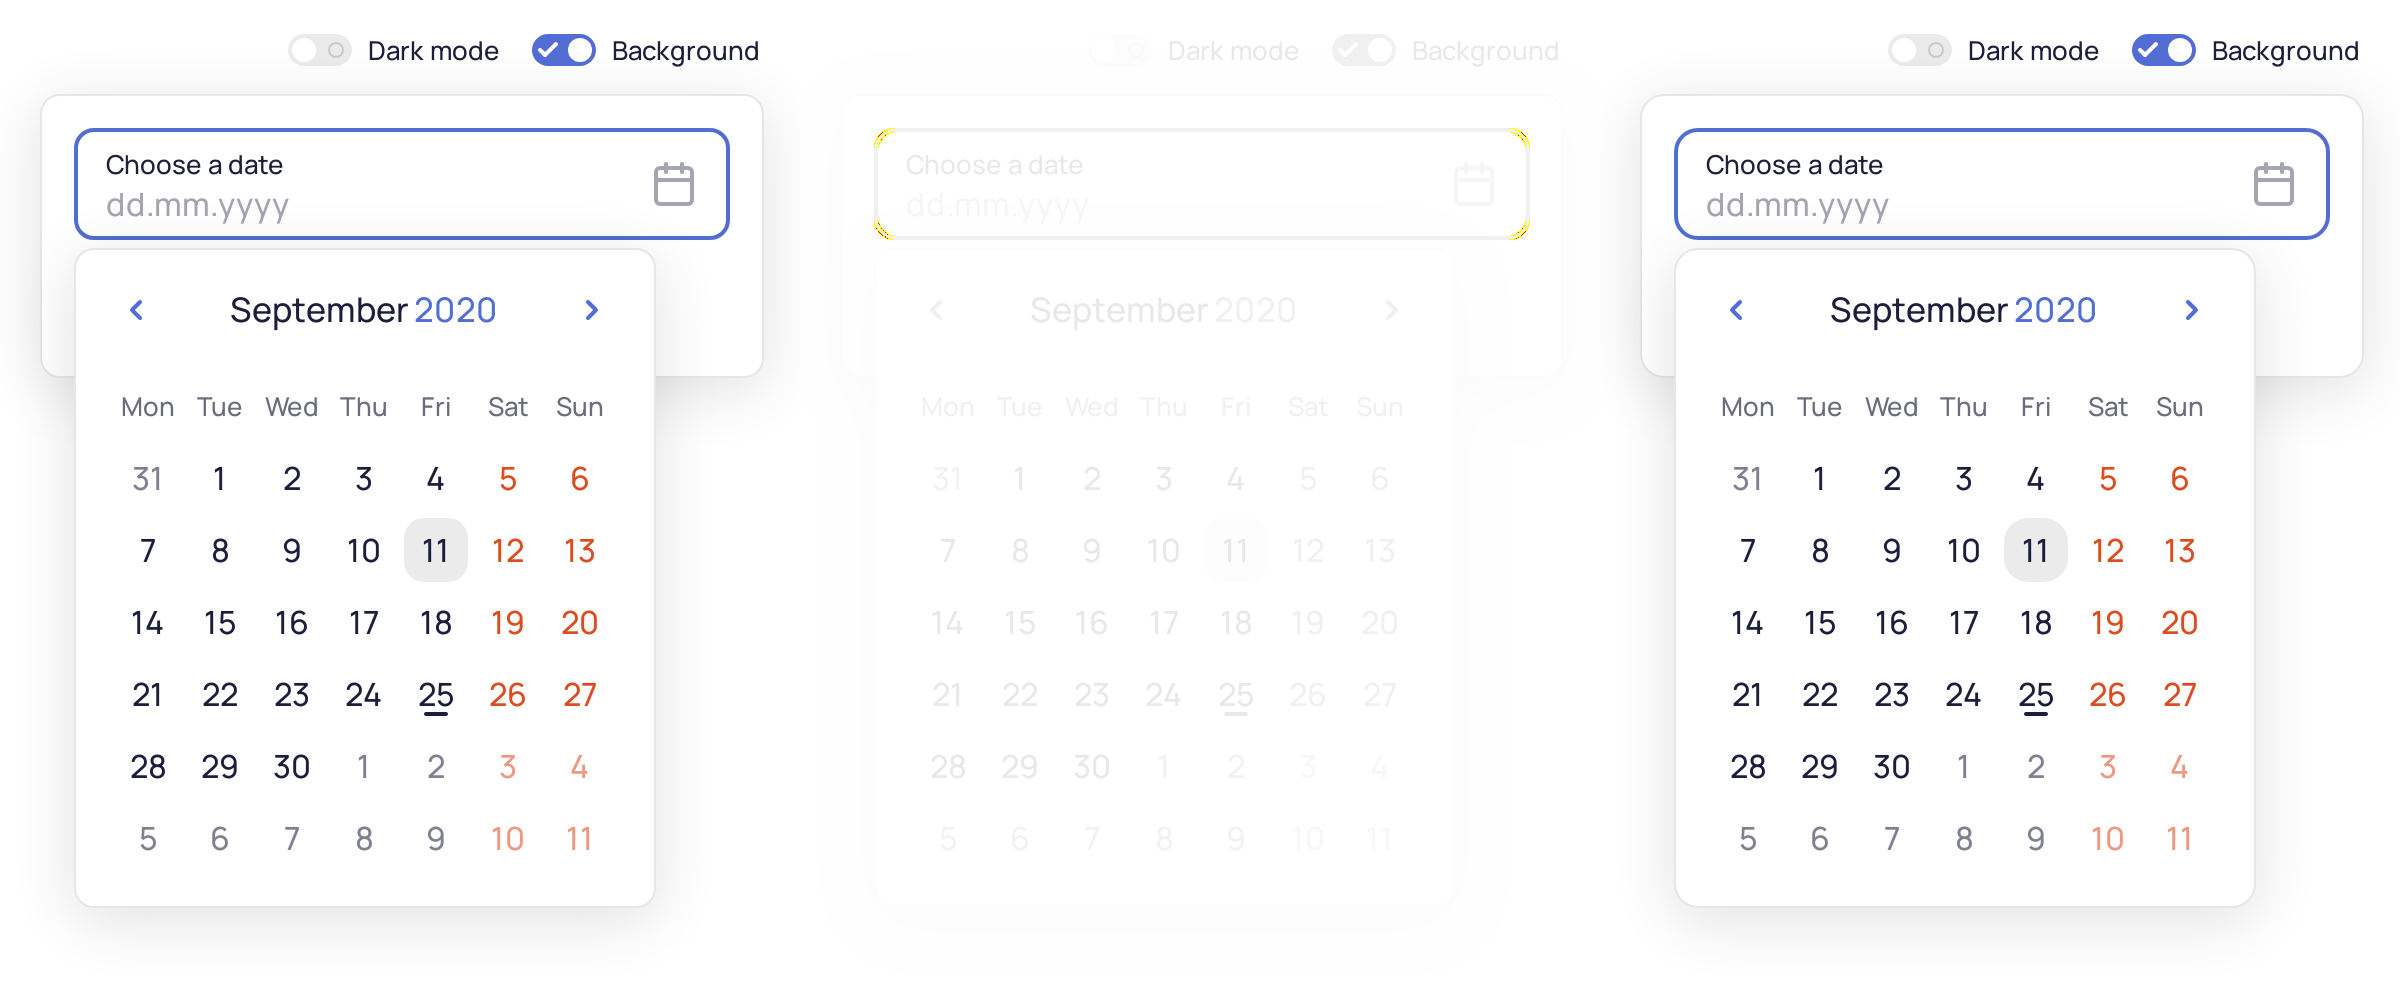 Dark mode Background
Choose a date
dd.mm.yyyy
September 2020
Mon Tue Wed Thu Fri Sat Sun
31 1 2 3 4 5 6
7 8 9 10 11 12 13
14 15 16 17 18 19 20
21 22 23 24 25 26 27
28 29 30 1 2 3 4
5 6 7 8 9 10 11
Dark mode Background
Choose a date
dd.mm.yyyy
September 2020
Mon Tue Wed Thu Fri Sat Sun
31 1 2 3 4 5 6
7 8 9 10 11 12 13
14 15 16 17 18 19 20
21 22 23 24 25 26 27
28 29 30 1 2 3 4
5 6 7 8 9 10 11
Dark mode Background
Choose a date
dd.mm.yyyy
September 2020
Mon Tue Wed Thu Fri Sat Sun
31 1 2 3 4 5 6
7 8 9 10 11 12 13
14 15 16 17 18 19 20
21 22 23 24 25 26 27
28 29 30 1 2 3 4
5 6 7 8 9 10 11